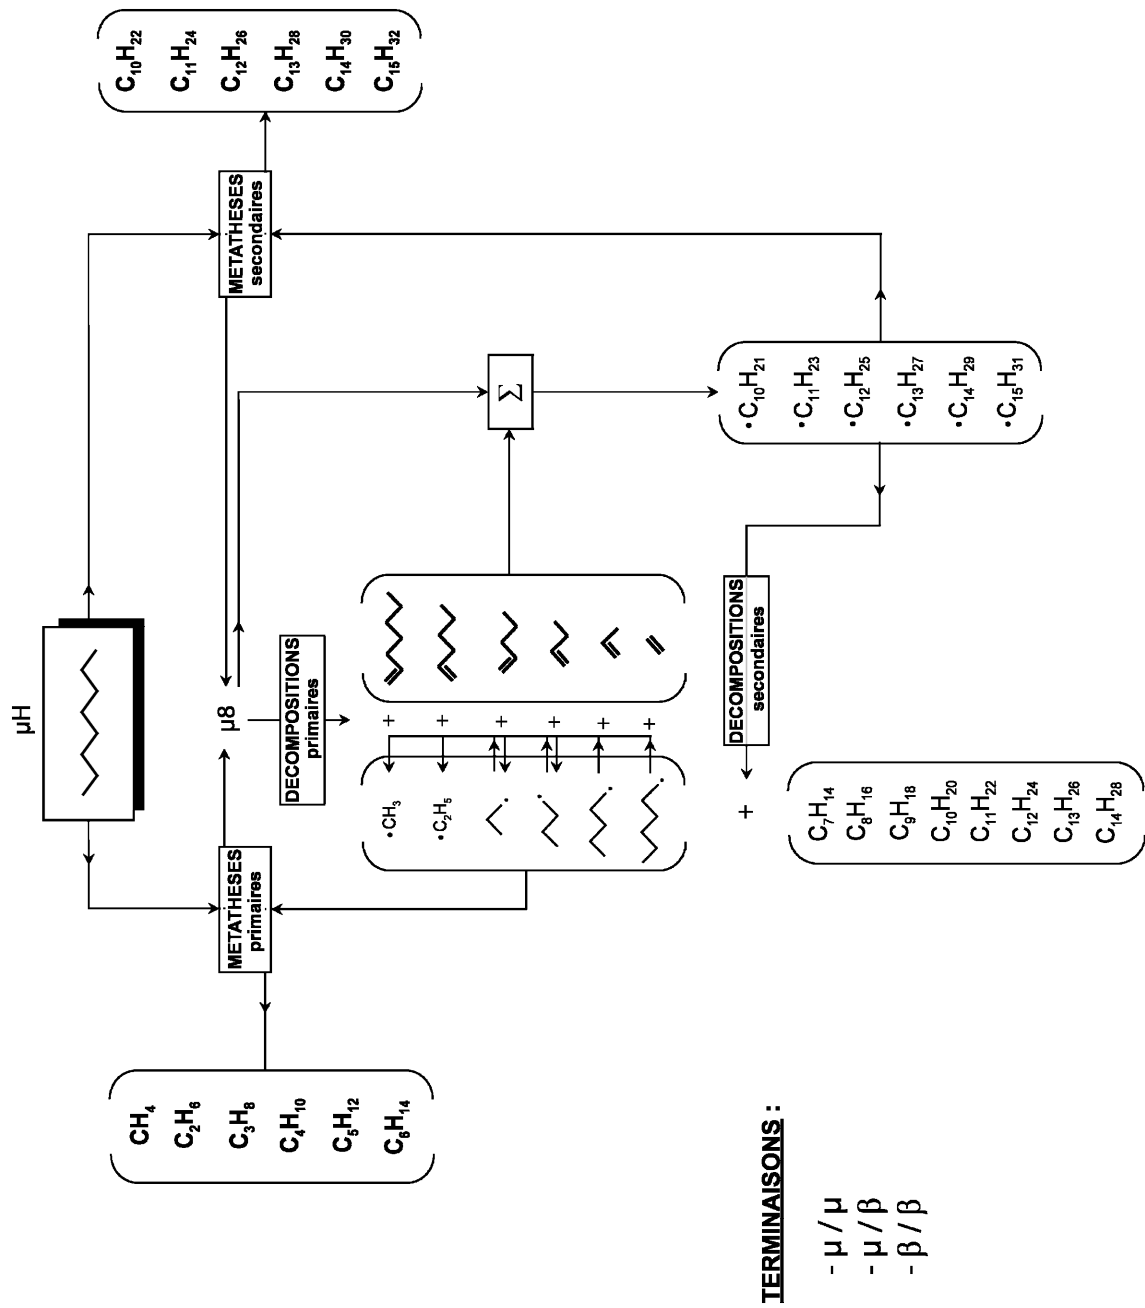 µH
METATHESES
primaires
METATHESES
secondaires
CH₄
C₂H₆
C₃H₈
C₄H₁₀
C₅H₁₂
C₆H₁₄
µ8
C₁₀H₂₂
C₁₁H₂₄
C₁₂H₂₆
C₁₃H₂₈
C₁₄H₃₀
C₁₅H₃₂
DECOMPOSITIONS
primaires
•CH₃ +
•C₂H₅ +
+
+
+
+
Σ
•C₁₀H₂₁
•C₁₁H₂₃
•C₁₂H₂₅
•C₁₃H₂₇
•C₁₄H₂₉
•C₁₅H₃₁
DECOMPOSITIONS
secondaires
+
C₇H₁₄
C₈H₁₆
C₉H₁₈
C₁₀H₂₀
C₁₁H₂₂
C₁₂H₂₄
C₁₃H₂₆
C₁₄H₂₈
TERMINAISONS :
- µ / µ
- µ / β
- β / β